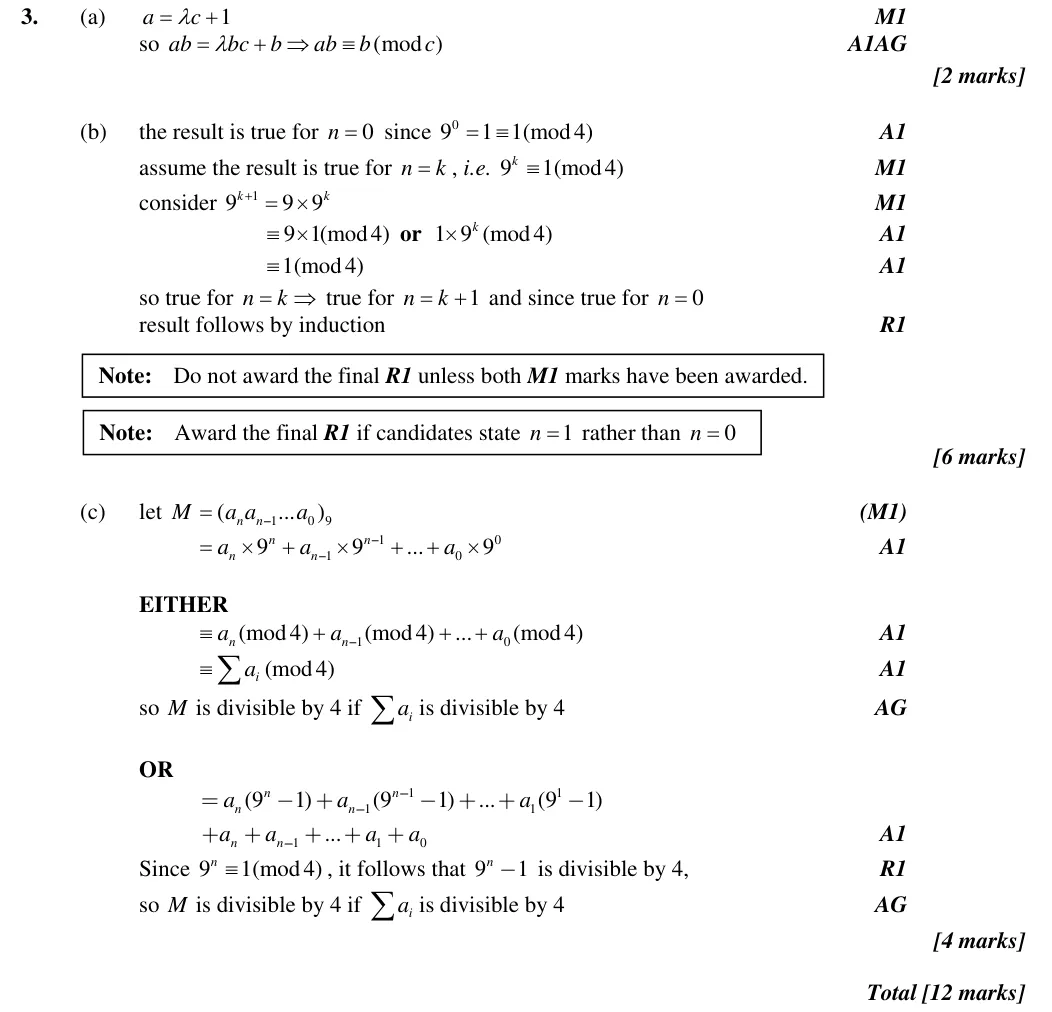 3. (a) a = λc + 1 M1
so ab = λbc + b ⇒ ab ≡ b (mod c) A1AG
[2 marks]
(b) the result is true for n = 0 since 9⁰ = 1 ≡ 1 (mod 4) A1
assume the result is true for n = k , i.e. 9ᵏ ≡ 1 (mod 4) M1
consider 9ᵏ⁺¹ = 9 × 9ᵏ M1
≡ 9 × 1 (mod 4) or 1 × 9ᵏ (mod 4) A1
≡ 1 (mod 4) A1
so true for n = k ⇒ true for n = k + 1 and since true for n = 0
result follows by induction R1
Note: Do not award the final R1 unless both M1 marks have been awarded.
Note: Award the final R1 if candidates state n = 1 rather than n = 0
[6 marks]
(c) let M = (aₙaₙ₋₁...a₀)₉ (M1)
= aₙ × 9ⁿ + aₙ₋₁ × 9ⁿ⁻¹ + ... + a₀ × 9⁰ A1
EITHER
≡ aₙ (mod 4) + aₙ₋₁ (mod 4) + ... + a₀ (mod 4) A1
≡ ∑ aᵢ (mod 4) A1
so M is divisible by 4 if ∑ aᵢ is divisible by 4 AG
OR
= aₙ(9ⁿ − 1) + aₙ₋₁(9ⁿ⁻¹ − 1) + ... + a₁(9¹ − 1)
+aₙ + aₙ₋₁ + ... + a₁ + a₀ A1
Since 9ⁿ ≡ 1 (mod 4) , it follows that 9ⁿ − 1 is divisible by 4, R1
so M is divisible by 4 if ∑ aᵢ is divisible by 4 AG
[4 marks]
Total [12 marks]